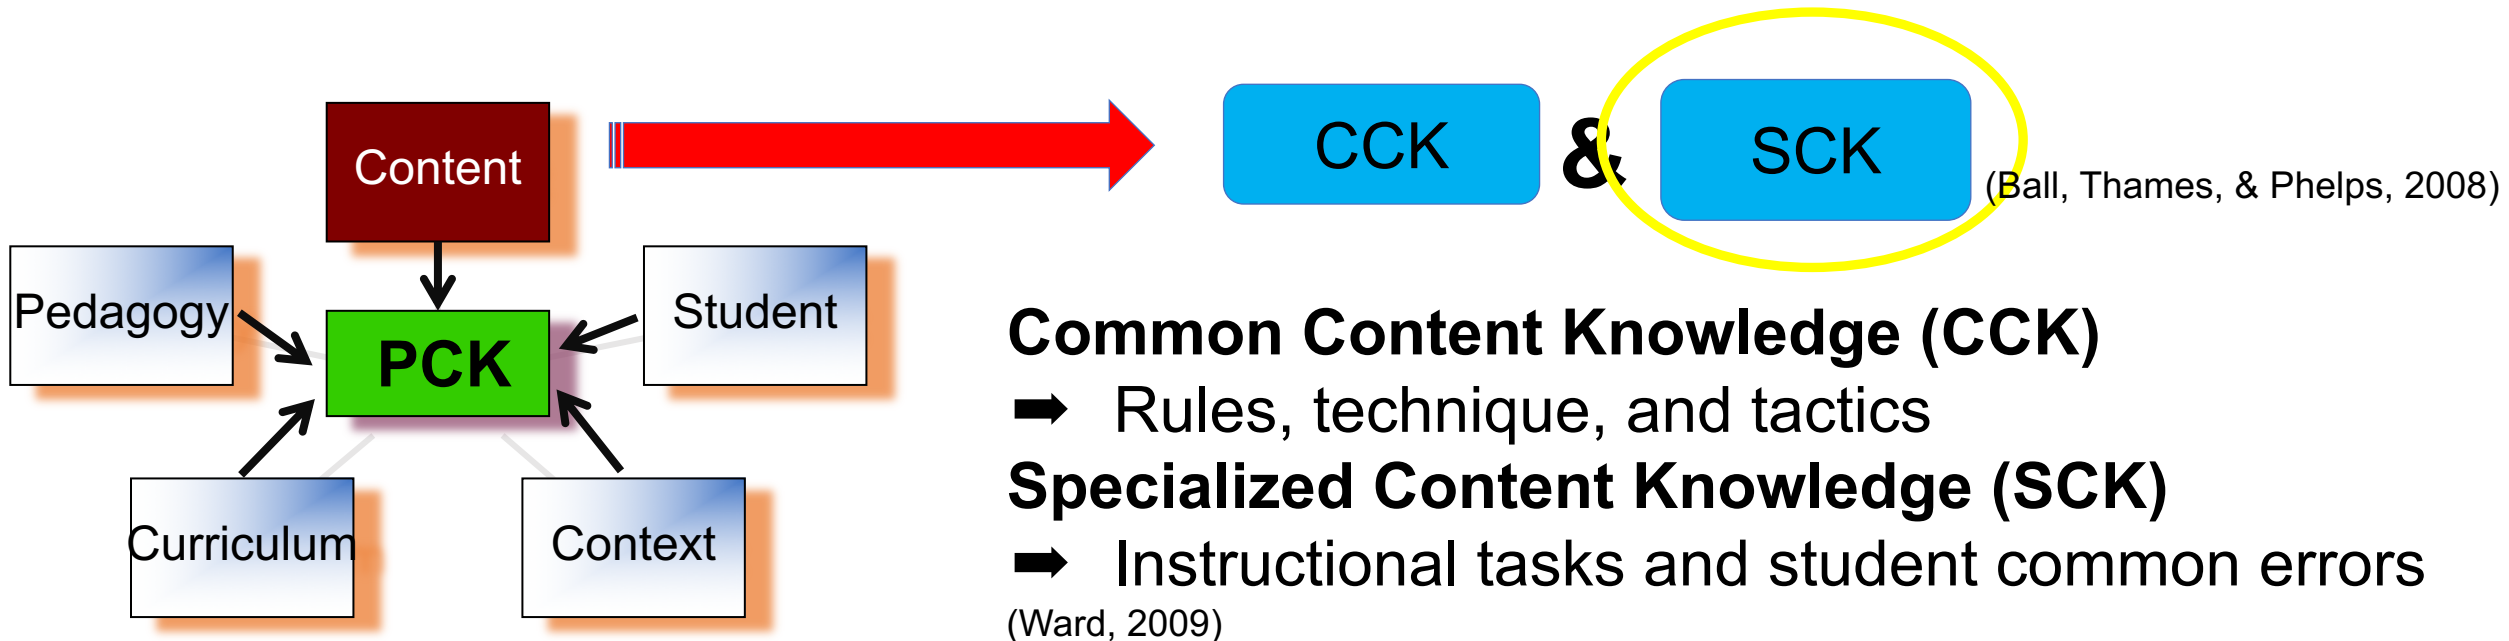 Content
Pedagogy
Student
PCK
Curriculum
Context
CCK
&
SCK
(Ball, Thames, & Phelps, 2008)
Common Content Knowledge (CCK)
➡ Rules, technique, and tactics
Specialized Content Knowledge (SCK)
➡ Instructional tasks and student common errors
(Ward, 2009)